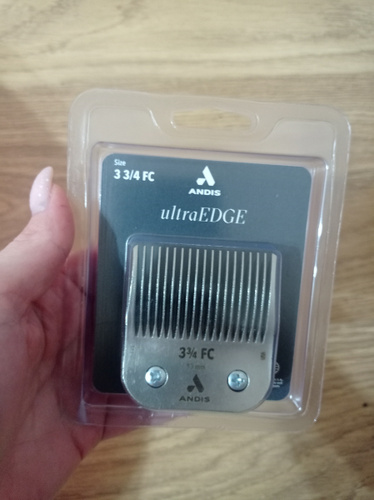 Size
3 3/4 FC
ANDIS
ultraEDGE
3¾ FC
ANDIS